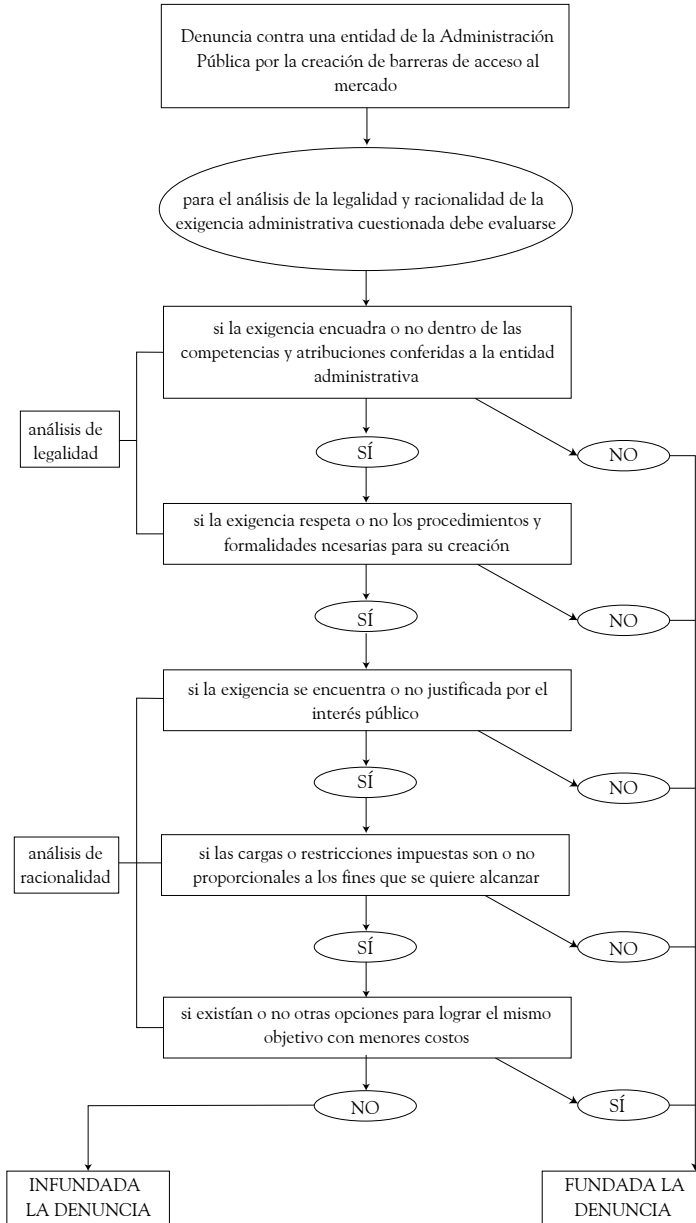 Denuncia contra una entidad de la Administración
Pública por la creación de barreras de acceso al
mercado
para el análisis de la legalidad y racionalidad de la
exigencia administrativa cuestionada debe evaluarse
si la exigencia encuadra o no dentro de las
competencias y atribuciones conferidas a la entidad
administrativa
análisis de
legalidad
SÍ
NO
si la exigencia respeta o no los procedimientos y
formalidades ncesarias para su creación
SÍ
NO
si la exigencia se encuentra o no justificada por el
interés público
SÍ
NO
análisis de
racionalidad
si las cargas o restricciones impuestas son o no
proporcionales a los fines que se quiere alcanzar
SÍ
NO
si existían o no otras opciones para lograr el mismo
objetivo con menores costos
NO
SÍ
INFUNDADA
LA DENUNCIA
FUNDADA LA
DENUNCIA